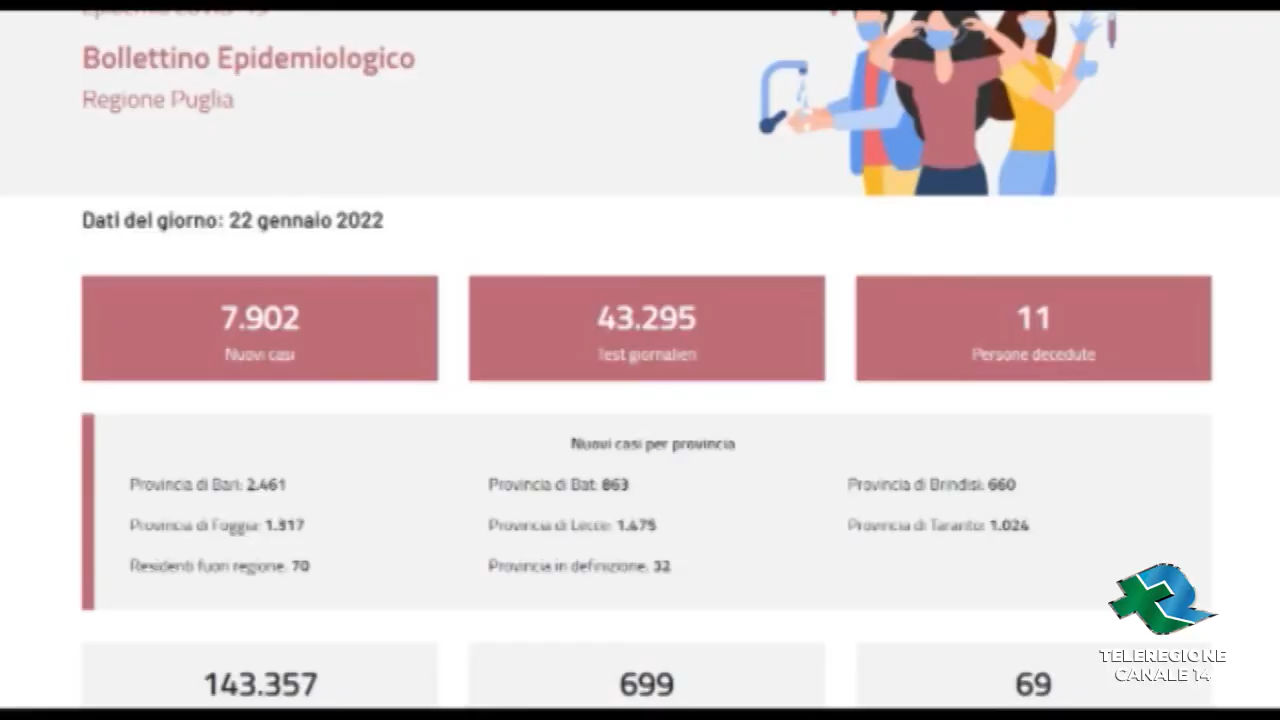 Bollettino Epidemiologico
Regione Puglia
Dati del giorno: 22 gennaio 2022
7.902
Nuovi casi
43.295
Test giornalieri
11
Persone decedute
Nuovi casi per provincia
Provincia di Bari: 2.461
Provincia di Bat: 863
Provincia di Brindisi: 660
Provincia di Foggia: 1.317
Provincia di Lecce: 1.475
Provincia di Taranto: 1.024
Residenti fuori regione: 70
Provincia in definizione: 32
143.357
699
69
TELEREGIONE
CANALE 14